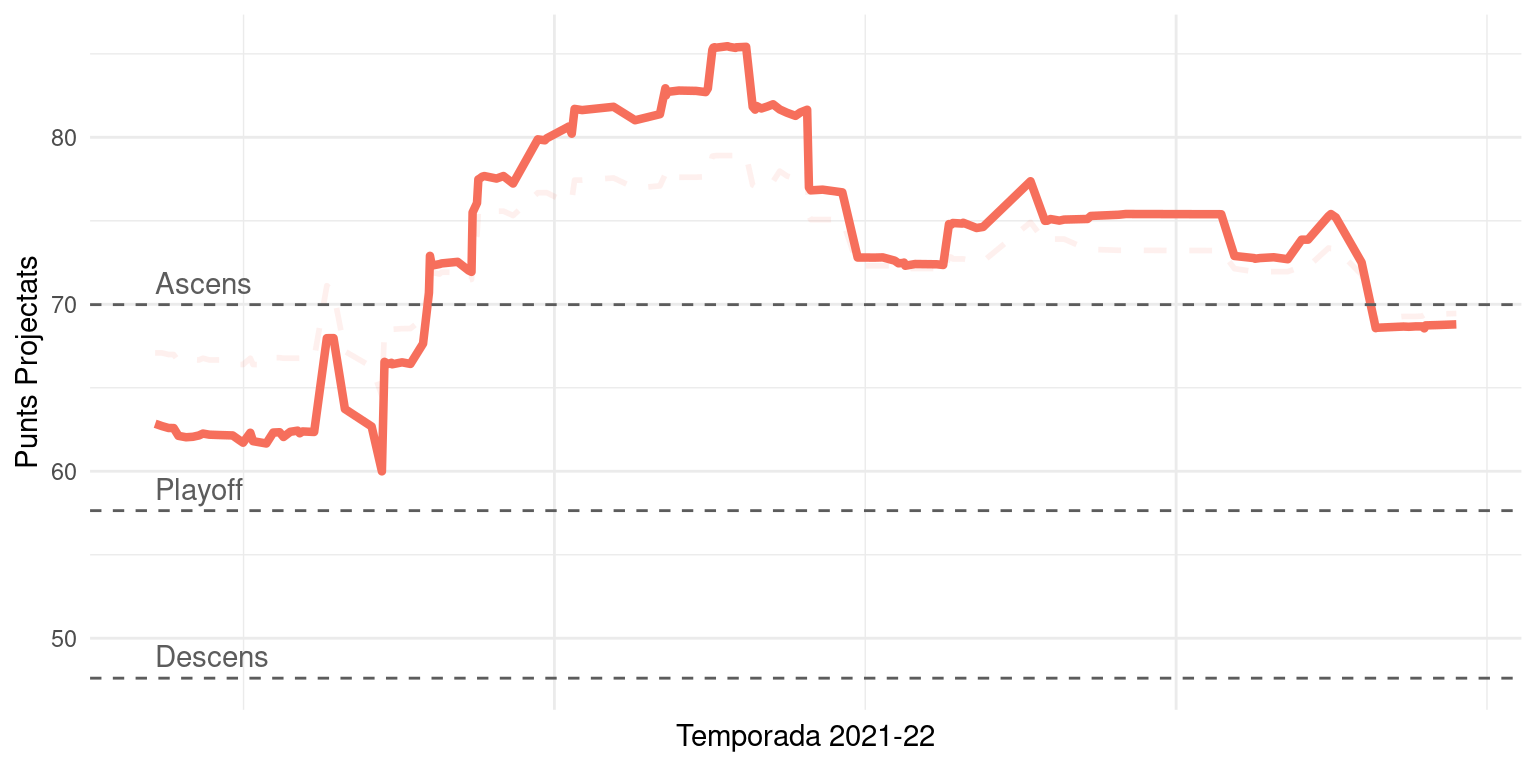 80
70
60
50
Punts Projectats
Ascens
Playoff
Descens
Temporada 2021-22